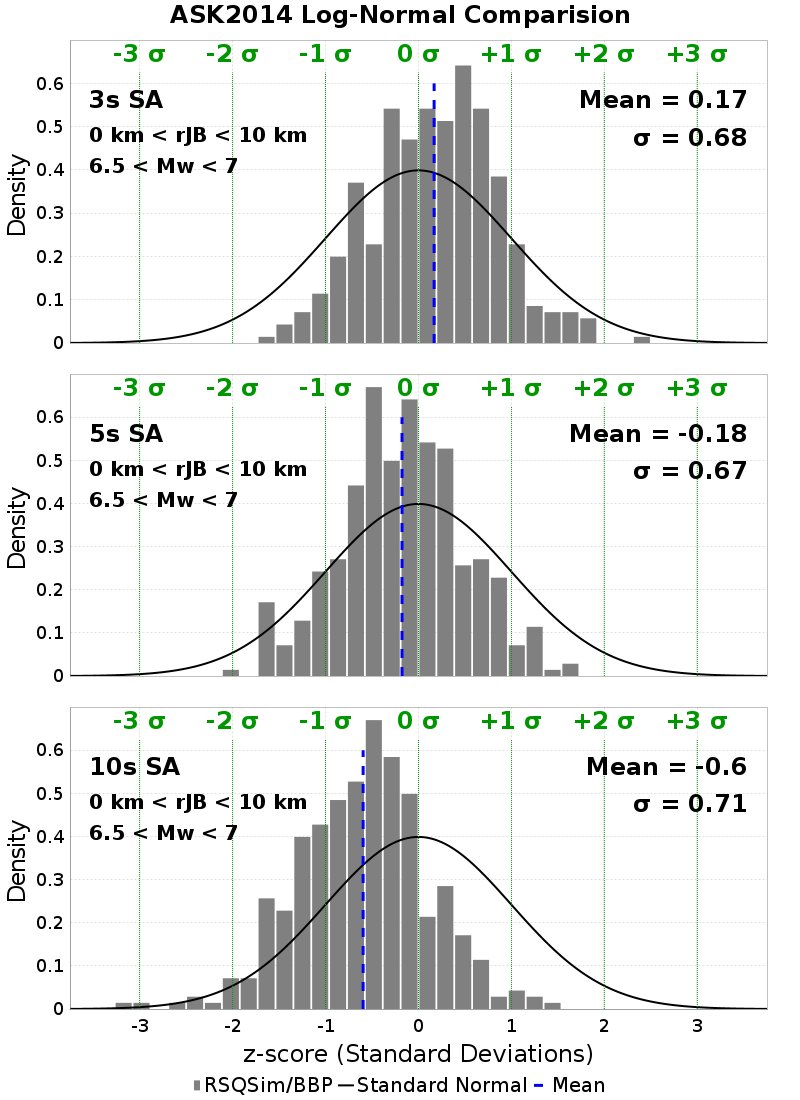 ASK2014 Log-Normal Comparision
-3 σ -2 σ -1 σ 0 σ +1 σ +2 σ +3 σ
3s SA
0 km < rJB < 10 km
6.5 < Mw < 7
Mean = 0.17
σ = 0.68
Density
0.6
0.5
0.4
0.3
0.2
0.1
0
-3 σ -2 σ -1 σ 0 σ +1 σ +2 σ +3 σ
5s SA
0 km < rJB < 10 km
6.5 < Mw < 7
Mean = -0.18
σ = 0.67
Density
0.6
0.5
0.4
0.3
0.2
0.1
0
-3 σ -2 σ -1 σ 0 σ +1 σ +2 σ +3 σ
10s SA
0 km < rJB < 10 km
6.5 < Mw < 7
Mean = -0.6
σ = 0.71
Density
0.6
0.5
0.4
0.3
0.2
0.1
0
-3 -2 -1 0 1 2 3
z-score (Standard Deviations)
RSQSim/BBP Standard Normal Mean